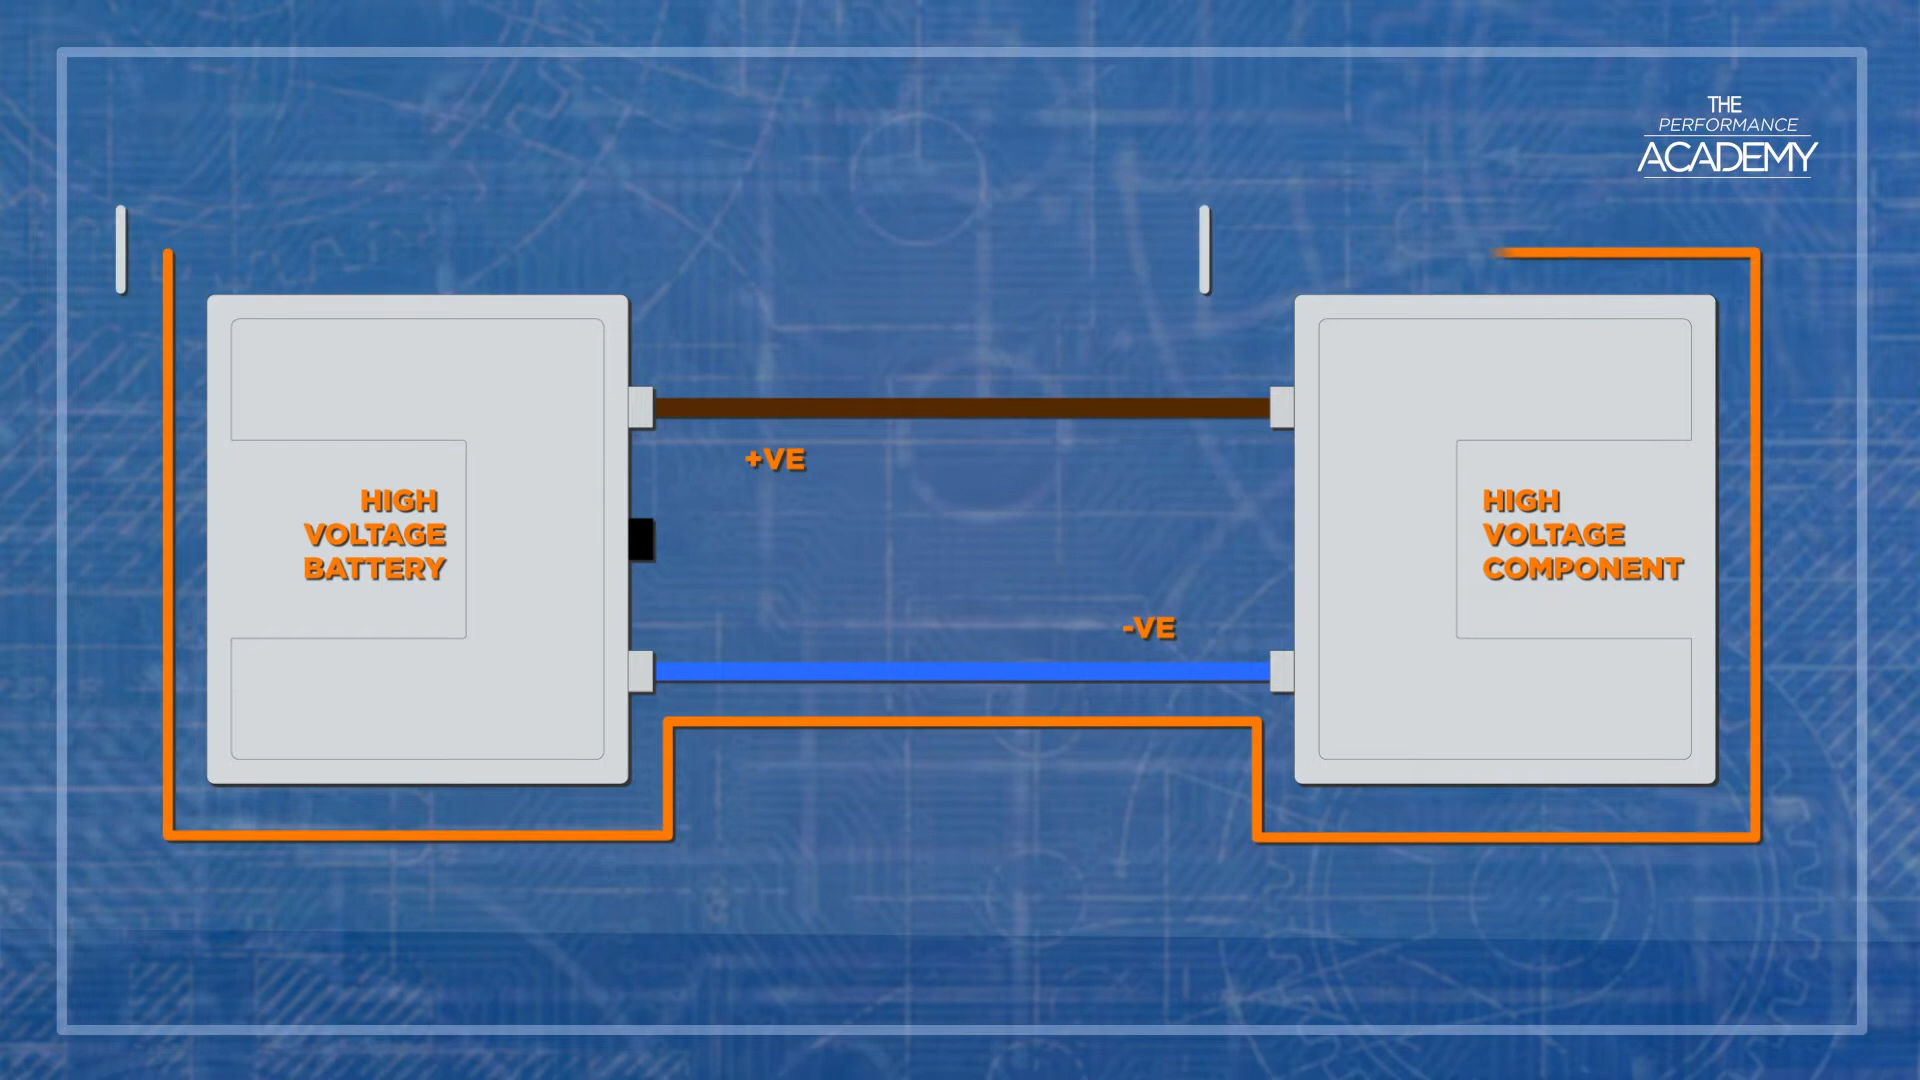 THE
PERFORMANCE
ACADEMY
+VE
HIGH
VOLTAGE
BATTERY
HIGH
VOLTAGE
COMPONENT
-VE